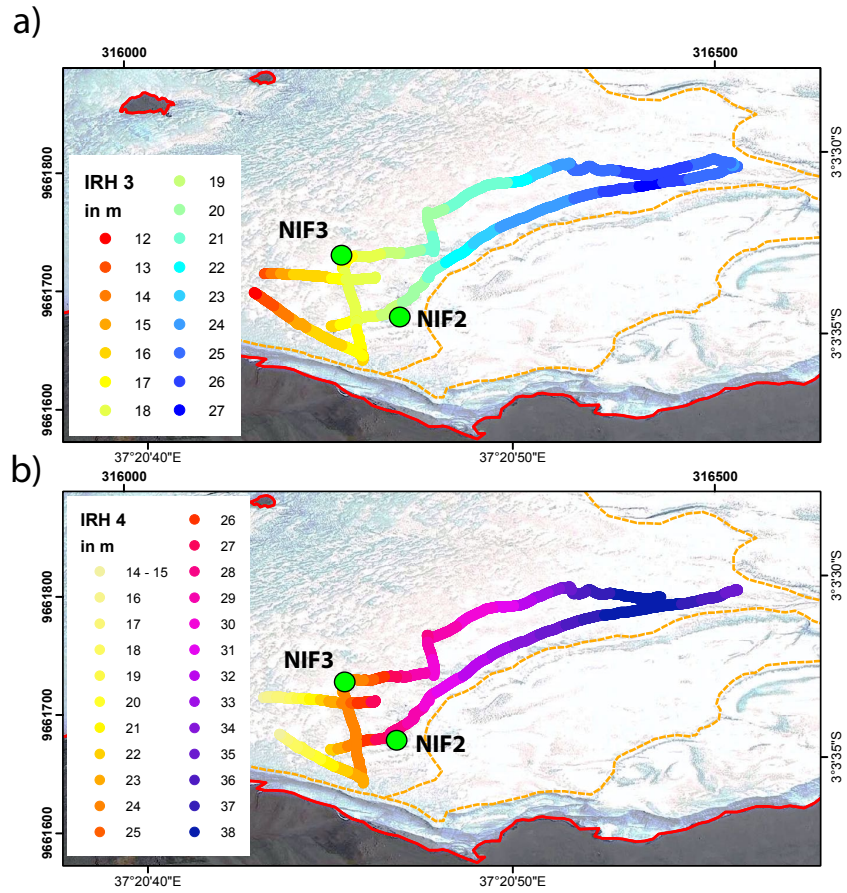 a)
316000 316500
9661800
9661700
9661600
3°3'30"S
3°3'35"S
IRH 3
in m
12
13
14
15
16
17
18
19
20
21
22
23
24
25
26
27
NIF3
NIF2
37°20'40"E 37°20'50"E
b)
316000 316500
9661800
9661700
9661600
3°3'30"S
3°3'35"S
IRH 4
in m
14 - 15
16
17
18
19
20
21
22
23
24
25
26
27
28
29
30
31
32
33
34
35
36
37
38
NIF3
NIF2
37°20'40"E 37°20'50"E